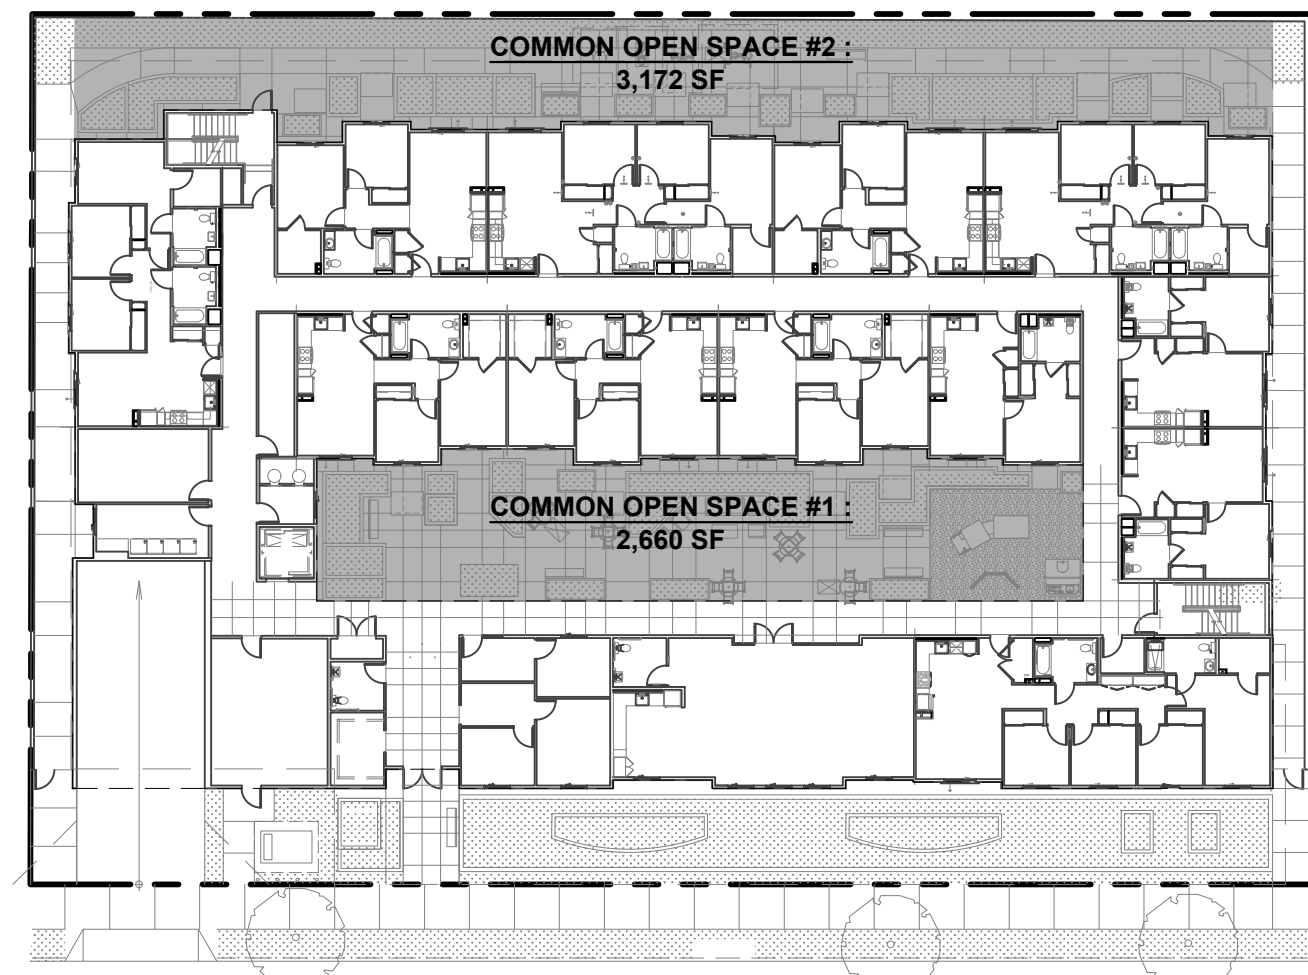 COMMON OPEN SPACE #2 :
3,172 SF
COMMON OPEN SPACE #1 :
2,660 SF